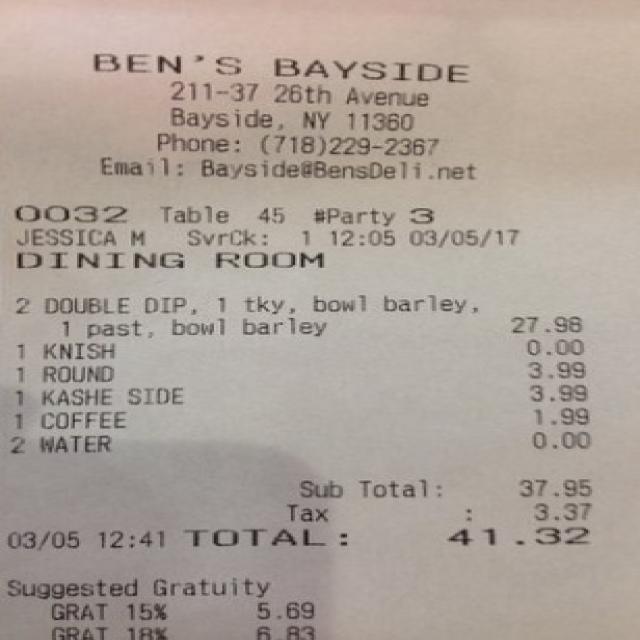 BEN'S BAYSIDE
211-37 26th Avenue
Bayside, NY 11360
Phone: (718)229-2367
Email: Bayside@BensDeli.net
0032 Table 45 #Party 3
JESSICA M SvrCk: 1 12:05 03/05/17
DINING ROOM
2 DOUBLE DIP, 1 tky, bowl barley,
1 past, bowl barley 27.98
1 KNISH 0.00
1 ROUND 3.99
1 KASHE SIDE 3.99
1 COFFEE 1.99
2 WATER 0.00
Sub Total: 37.95
Tax : 3.37
03/05 12:41 TOTAL: 41.32
Suggested Gratuity
GRAT 15% 5.69
GRAT 18% 6.83